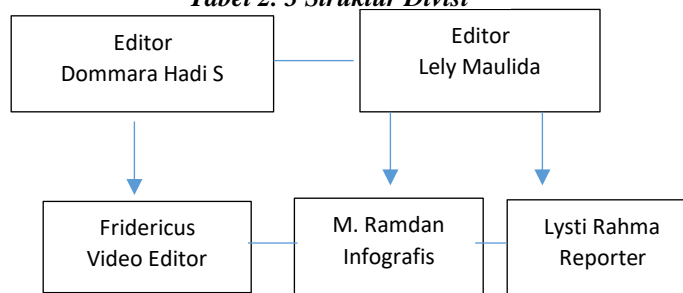 Tabel 2. 3 Struktur Divisi
Editor
Dommara Hadi S
Editor
Lely Maulida
Fridericus
Video Editor
M. Ramdan
Infografis
Lysti Rahma
Reporter